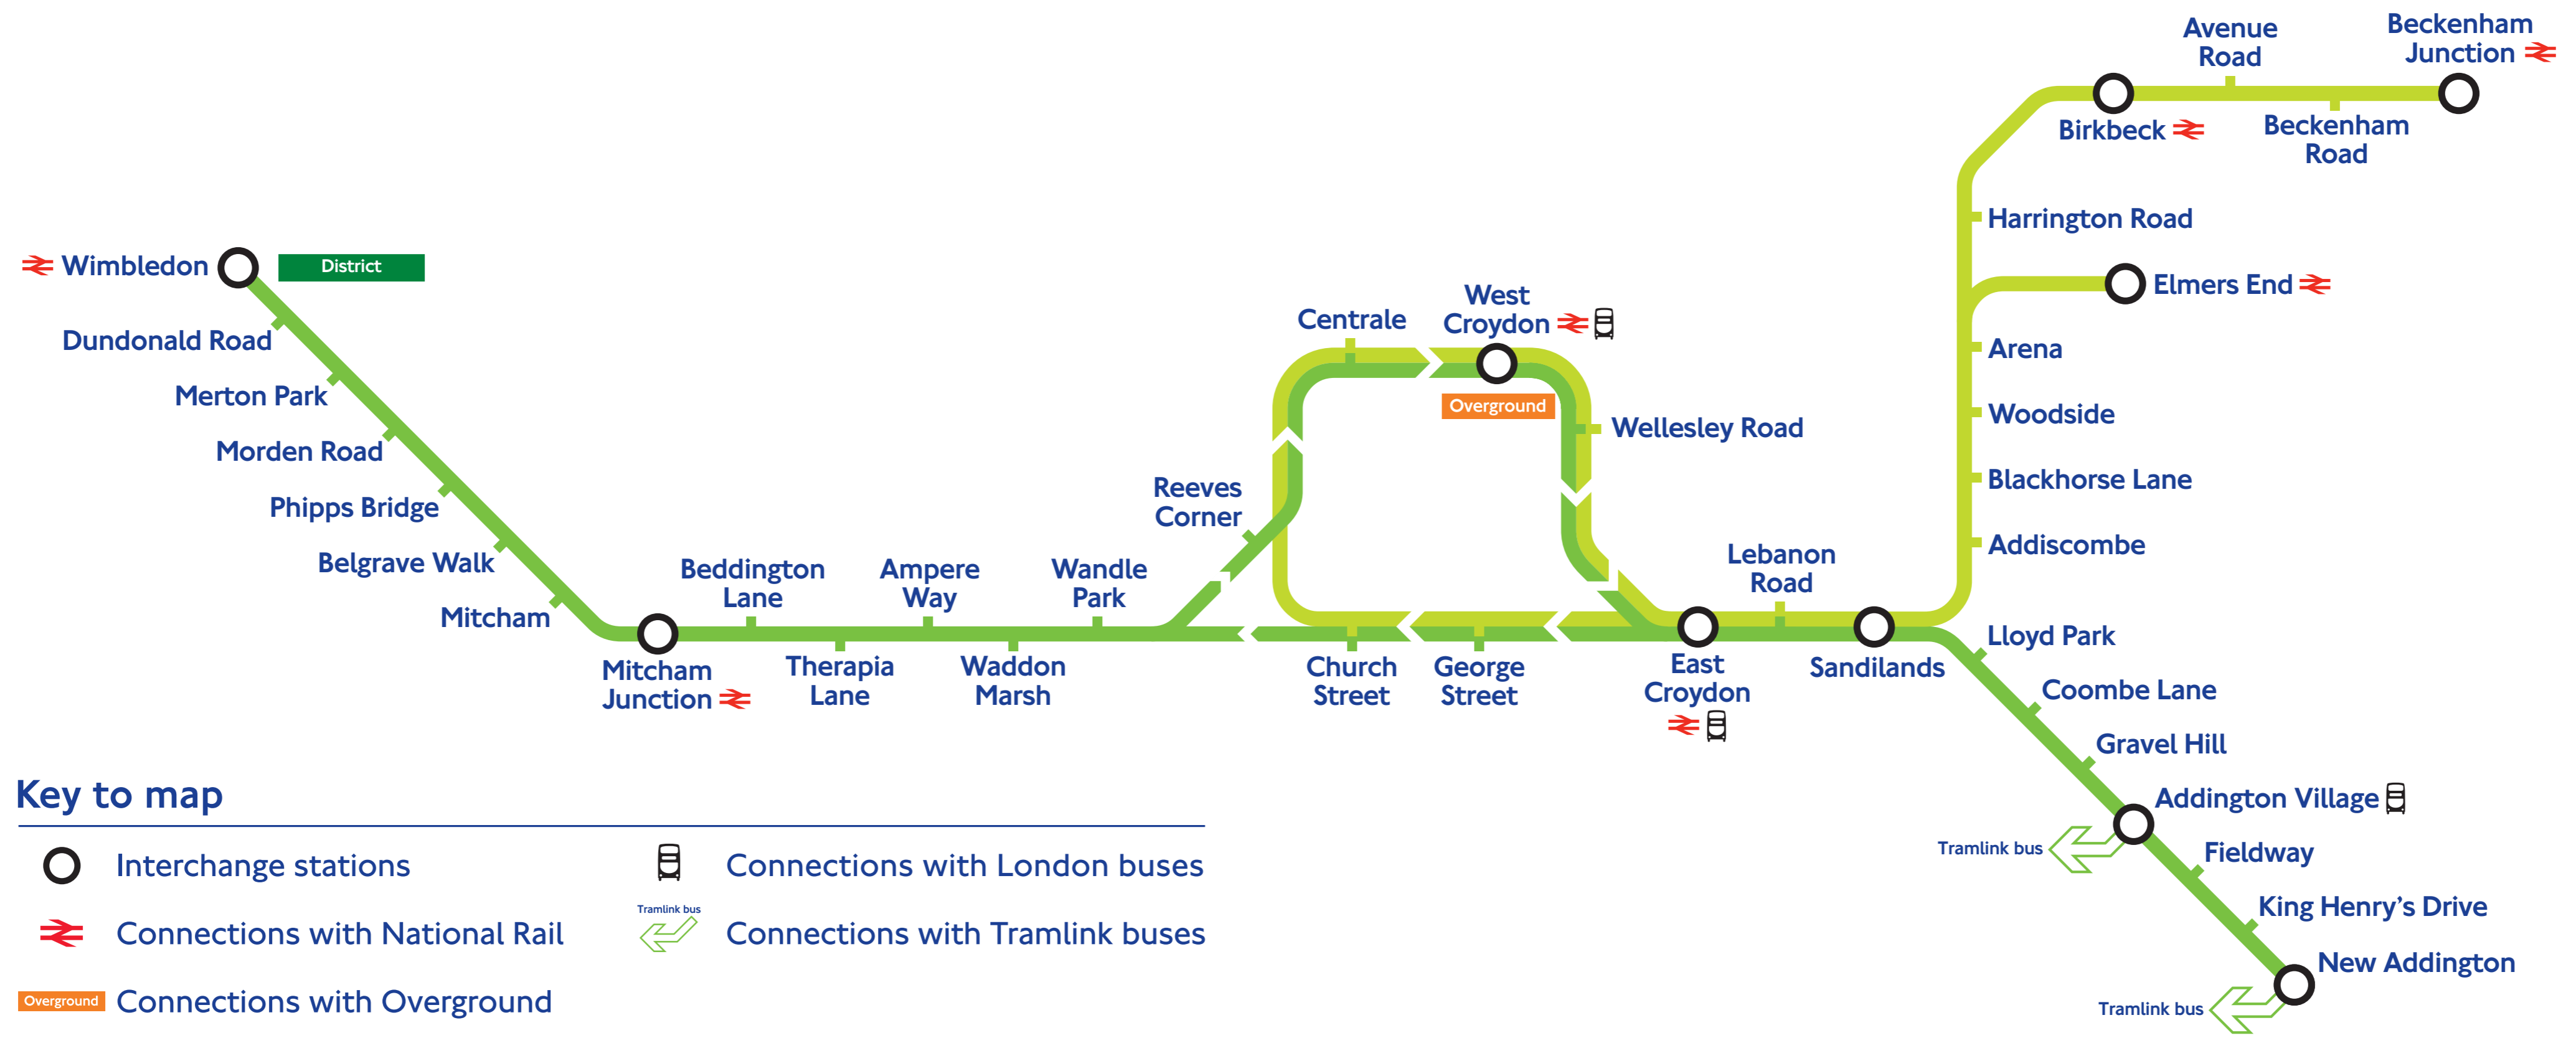 Avenue
Road
Beckenham
Junction
Birkbeck
Beckenham
Road
Harrington Road
Elmers End
Arena
Woodside
Blackhorse Lane
Addiscombe
Wimbledon
District
Dundonald Road
Merton Park
Morden Road
Phipps Bridge
Belgrave Walk
Mitcham
Mitcham
Junction
Beddington
Lane
Therapia
Lane
Ampere
Way
Waddon
Marsh
Wandle
Park
Reeves
Corner
Centrale
West
Croydon
Overground
Wellesley Road
Church
Street
George
Street
East
Croydon
Lebanon
Road
Sandilands
Lloyd Park
Coombe Lane
Gravel Hill
Addington Village
Tramlink bus
Fieldway
King Henry’s Drive
New Addington
Tramlink bus
Key to map
Interchange stations
Connections with National Rail
Overground
Connections with Overground
Connections with London buses
Tramlink bus
Connections with Tramlink buses